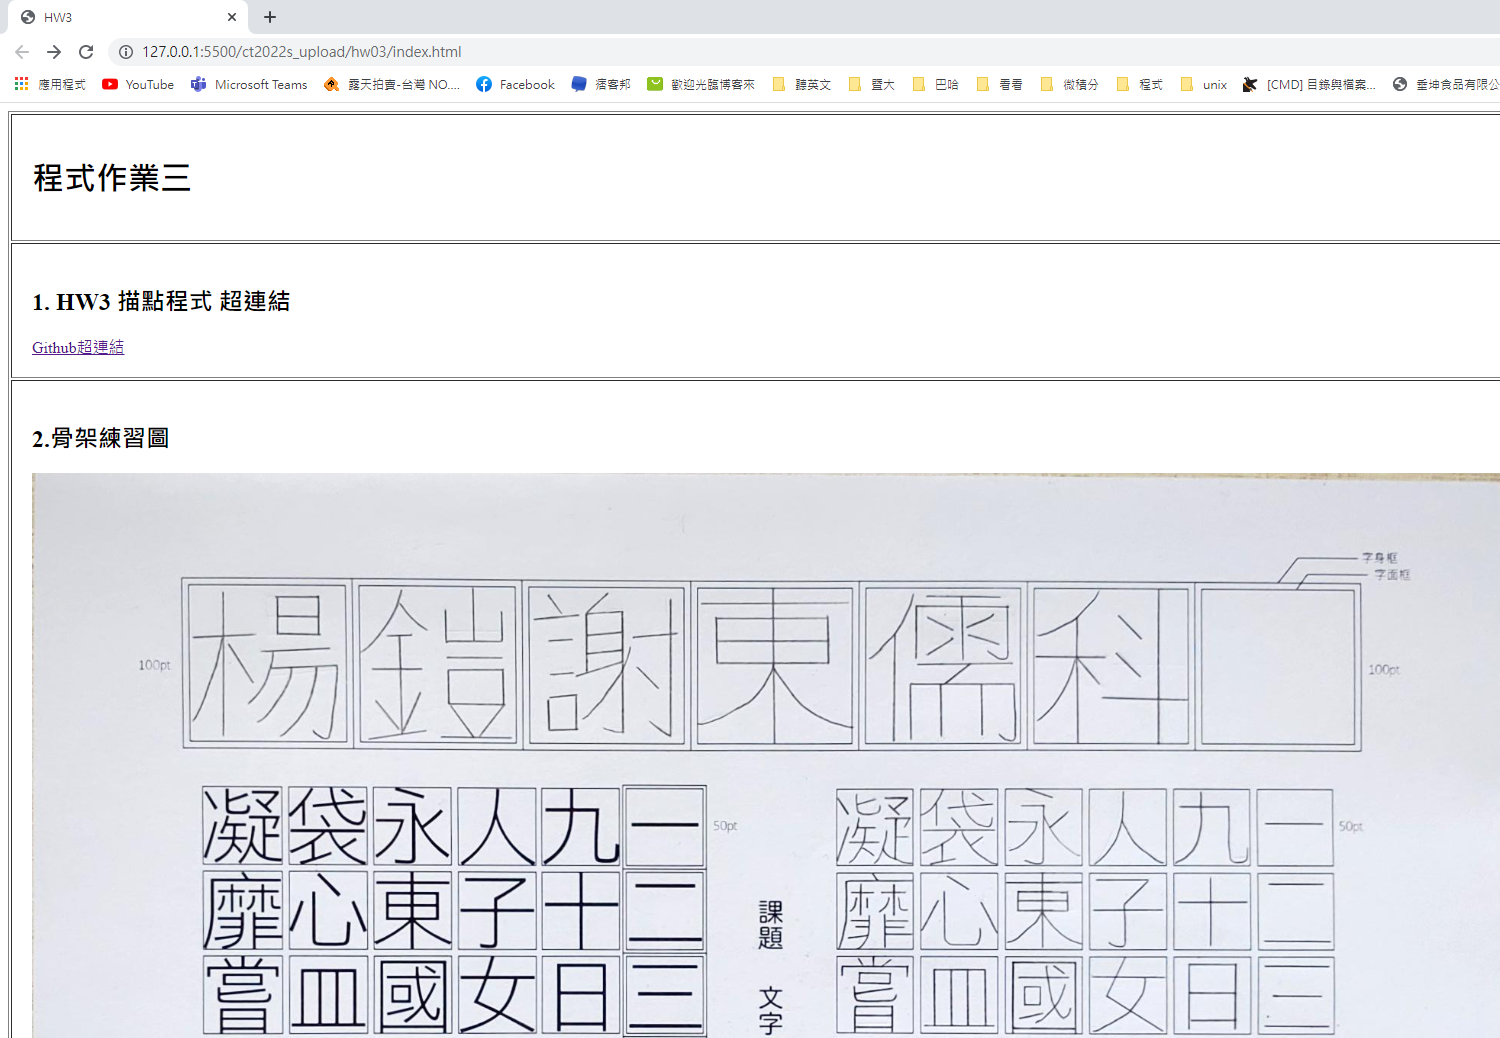 HW3
127.0.0.1:5500/ct2022s_upload/hw03/index.html
應用程式 YouTube Microsoft Teams 露天拍賣-台灣 NO.... Facebook 痞客邦 歡迎光臨博客來 聽英文 暨大 巴哈 看看 微積分 程式 unix [CMD] 目錄與檔案... 垂坤食品有限公
程式作業三
1. HW3 描點程式 超連結
Github超連結
2.骨架練習圖
字身框
字面框
100pt 楊鎧謝東儒科 100pt
凝袋永人九一 50pt 凝袋永人九一 50pt
靡心東子十二 靡心東子十二
嘗皿國女日三 嘗皿國女日三
課題 文字